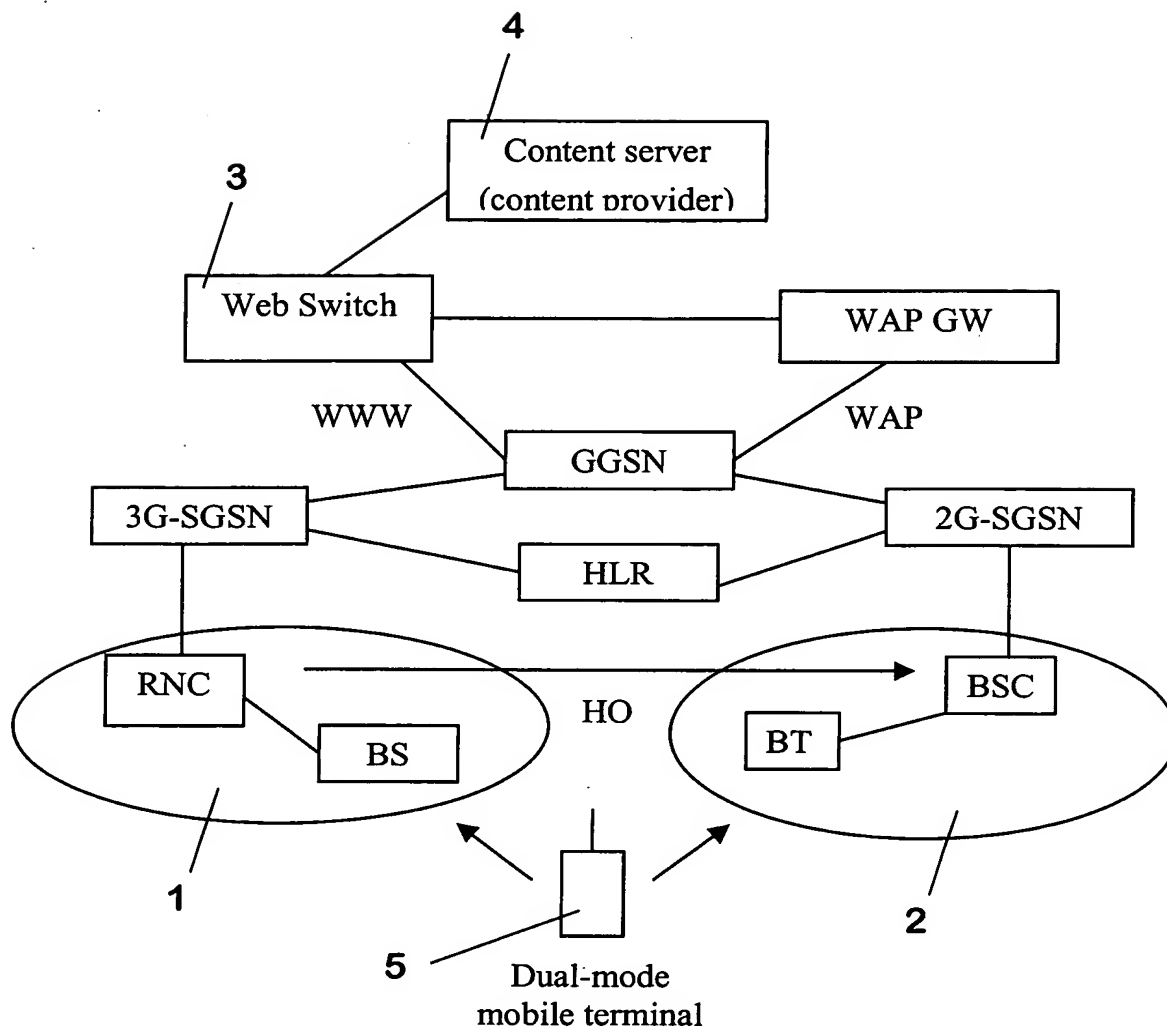 4
Content server
(content provider)
3
Web Switch
WAP GW
WWW
WAP
GGSN
3G-SGSN
2G-SGSN
HLR
RNC
BSC
HO
BS
BT
1
2
5
Dual-mode
mobile terminal